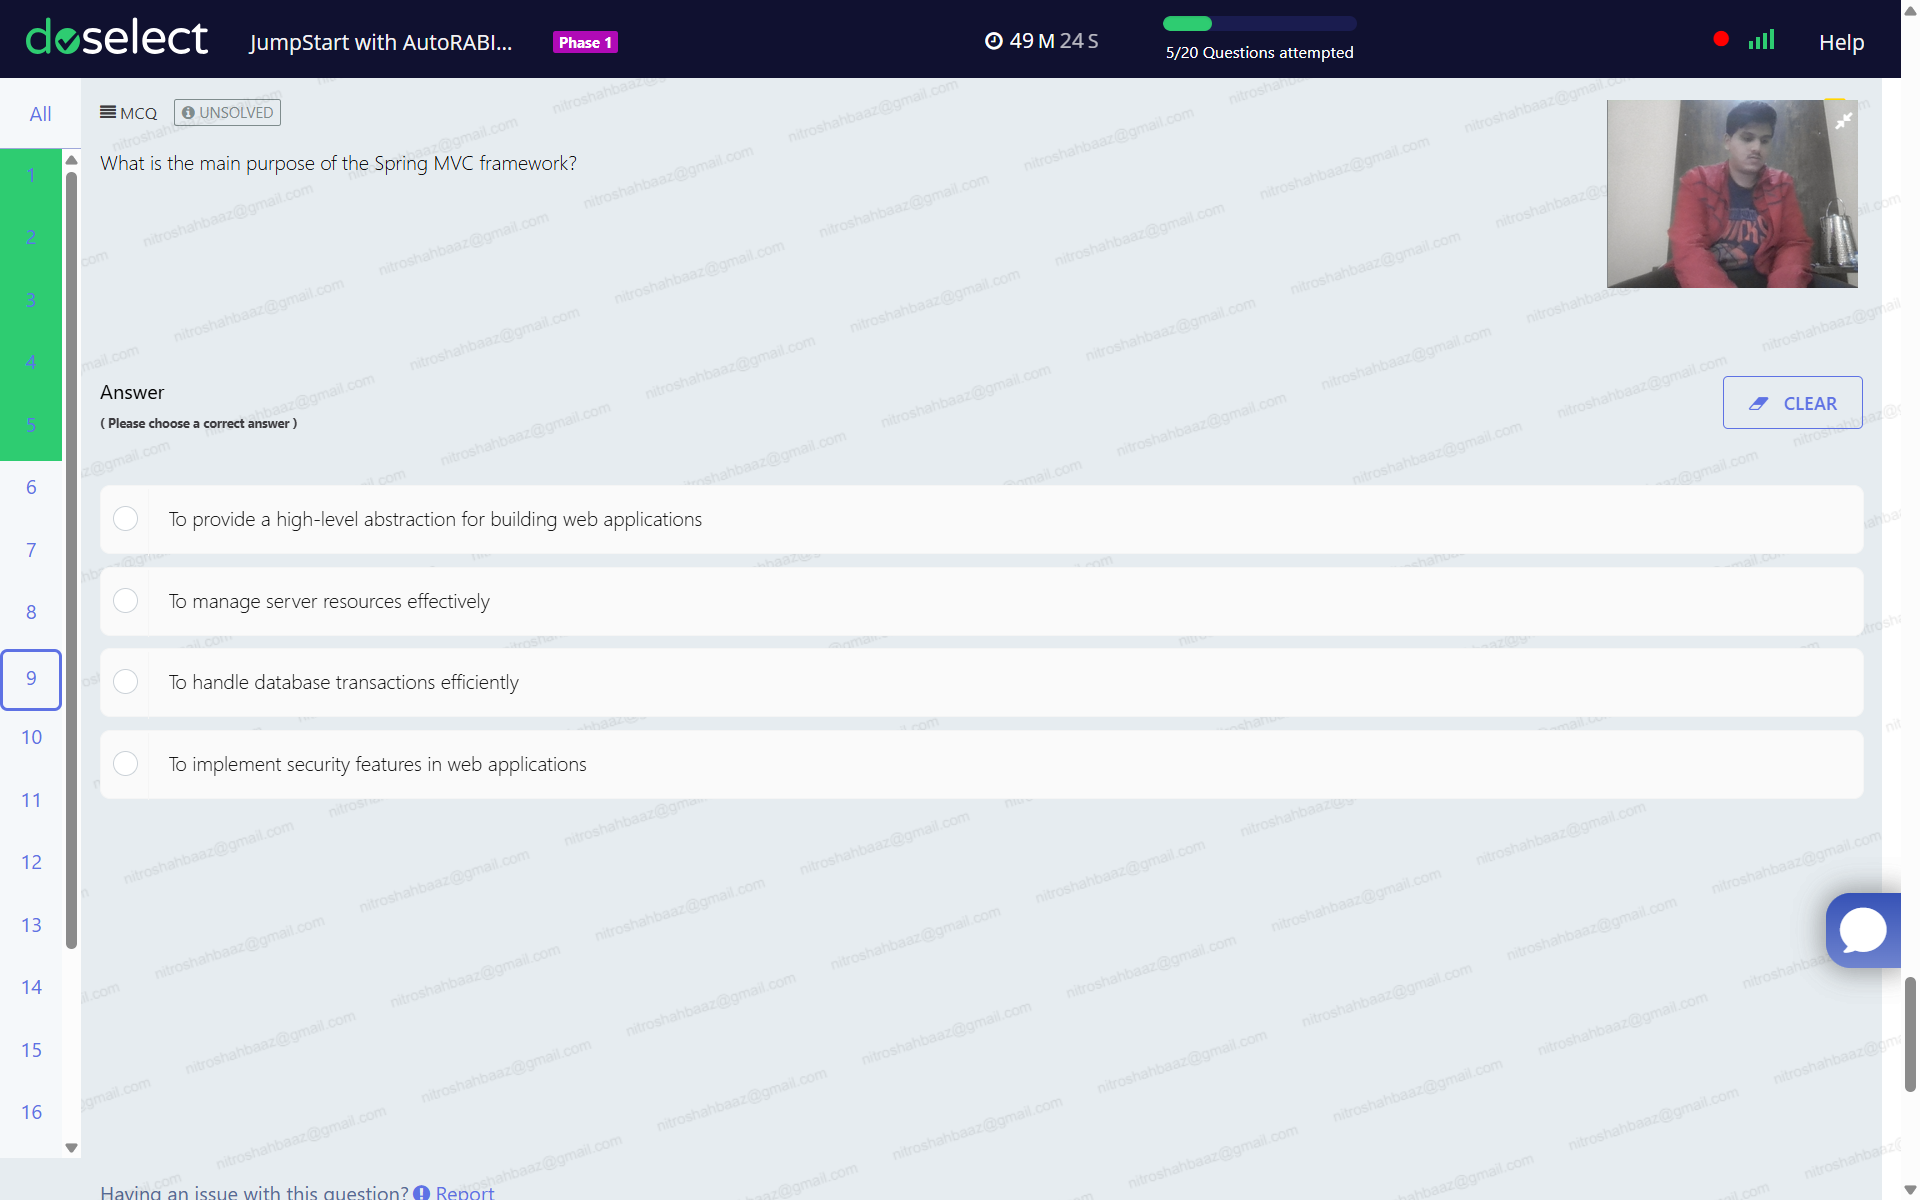 doselect
JumpStart with AutoRABI...
Phase 1
49 M 24 S
5/20 Questions attempted
Help
All
MCQ
UNSOLVED
What is the main purpose of the Spring MVC framework?
1
2
3
4
5
6
7
8
9
10
11
12
13
14
15
16
Answer
( Please choose a correct answer )
CLEAR
To provide a high-level abstraction for building web applications
To manage server resources effectively
To handle database transactions efficiently
To implement security features in web applications
Having an issue with this question? Report
nitroshahbaaz@gmail.com